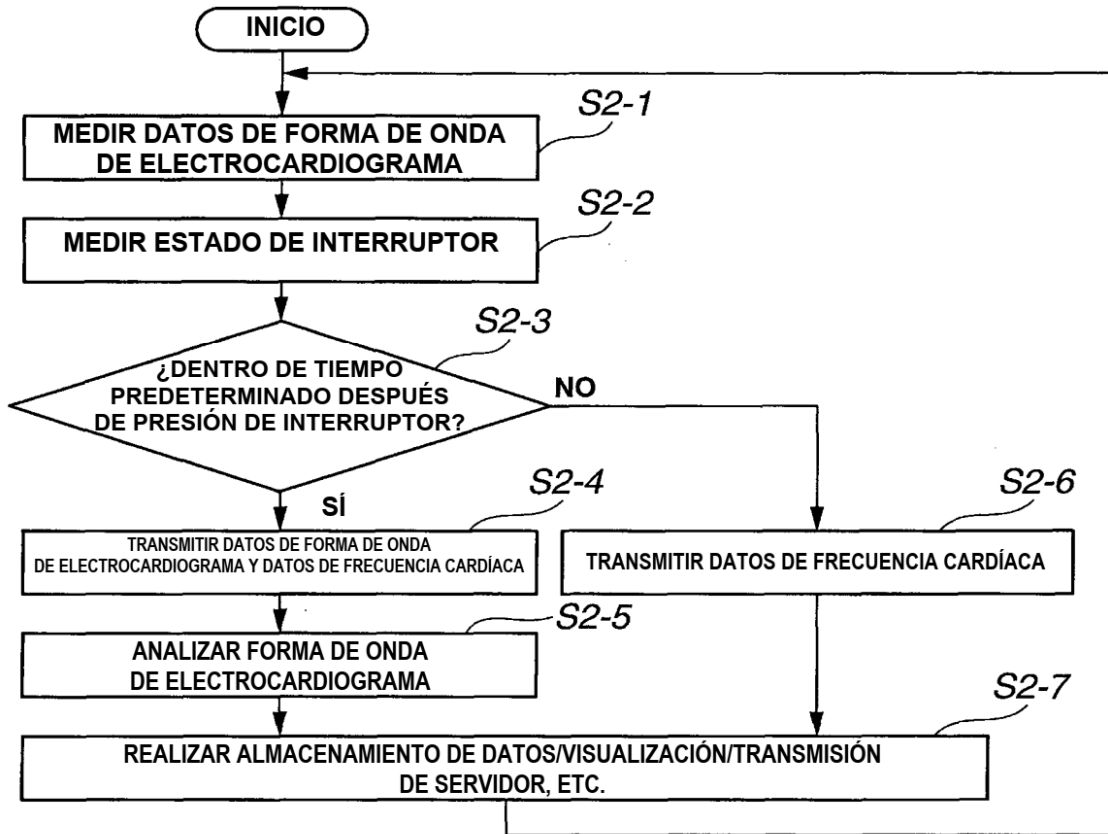 INICIO
S2-1
MEDIR DATOS DE FORMA DE ONDA
DE ELECTROCARDIOGRAMA
S2-2
MEDIR ESTADO DE INTERRUPTOR
S2-3
¿DENTRO DE TIEMPO
PREDETERMINADO DESPUÉS
DE PRESIÓN DE INTERRUPTOR?
NO
SÍ
S2-4
TRANSMITIR DATOS DE FORMA DE ONDA
DE ELECTROCARDIOGRAMA Y DATOS DE FRECUENCIA CARDÍACA
S2-6
TRANSMITIR DATOS DE FRECUENCIA CARDÍACA
S2-5
ANALIZAR FORMA DE ONDA
DE ELECTROCARDIOGRAMA
S2-7
REALIZAR ALMACENAMIENTO DE DATOS/VISUALIZACIÓN/TRANSMISIÓN
DE SERVIDOR, ETC.